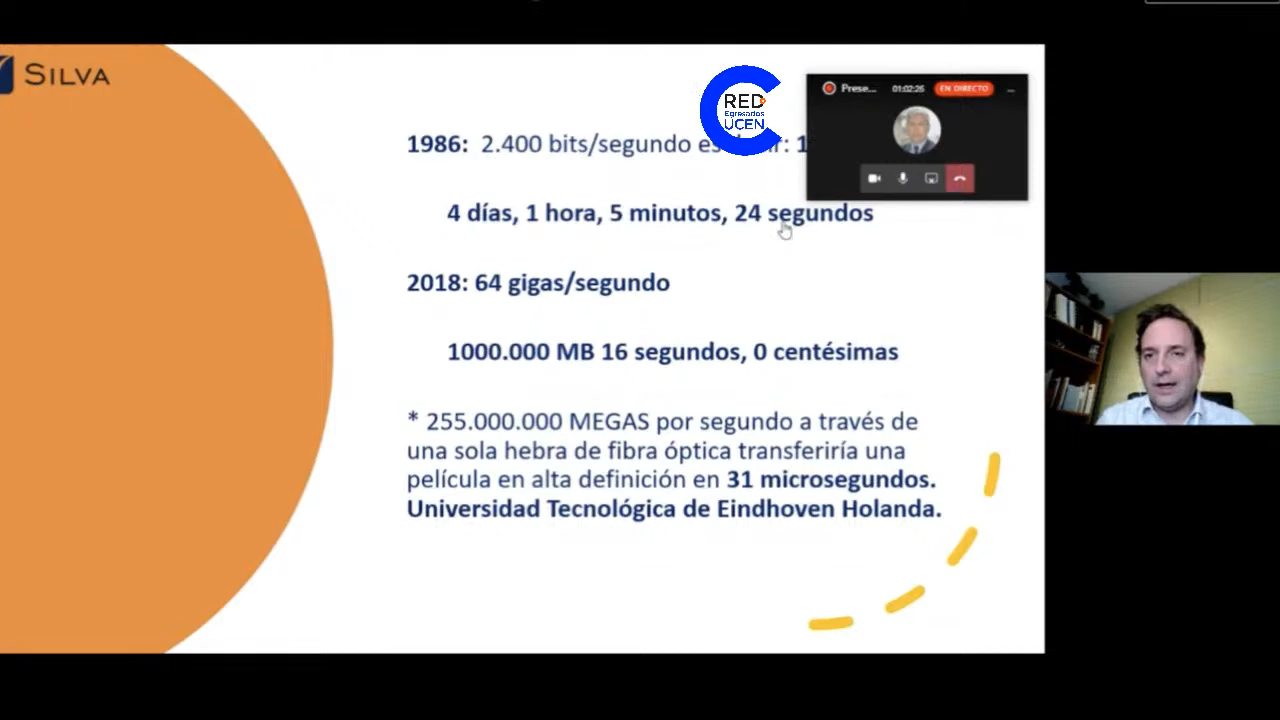 SILVA
RED
Egresados
UCEN
Prese...
01:02:26
EN DIRECTO
1986: 2.400 bits/segundo es
4 días, 1 hora, 5 minutos, 24 segundos
2018: 64 gigas/segundo
1000.000 MB 16 segundos, 0 centésimas
* 255.000.000 MEGAS por segundo a través de
una sola hebra de fibra óptica transferiría una
película en alta definición en 31 microsegundos.
Universidad Tecnológica de Eindhoven Holanda.